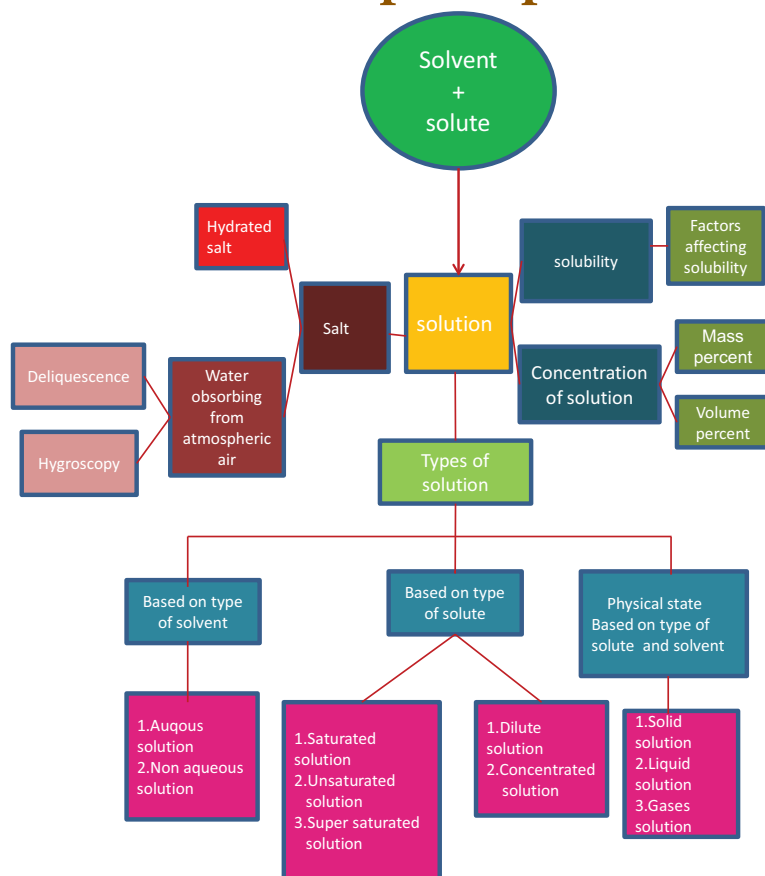 Solvent
+
solute
Hydrated
salt
Salt
solution
solubility
Factors
affecting
solubility
Concentration
of solution
Mass
percent
Volume
percent
Deliquescence
Hygroscopy
Water
obsorbing
from
atmospheric
air
Types of
solution
Based on type
of solvent
Based on type
of solute
Physical state
Based on type of
solute and solvent
1.Auqous
solution
2.Non aqueous
solution
1.Saturated
solution
2.Unsaturated
solution
3.Super saturated
solution
1.Dilute
solution
2.Concentrated
solution
1.Solid
solution
2.Liquid
solution
3.Gases
solution